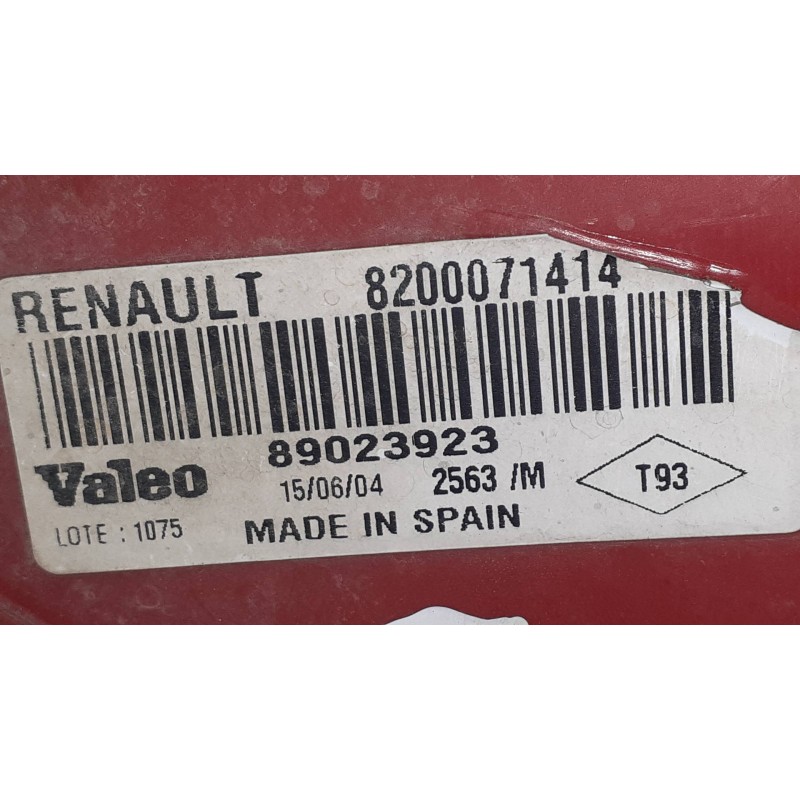 RENAULT 8200071414
89023923
Valeo 15/06/04 2563 /M T93
LOTE : 1075 MADE IN SPAIN